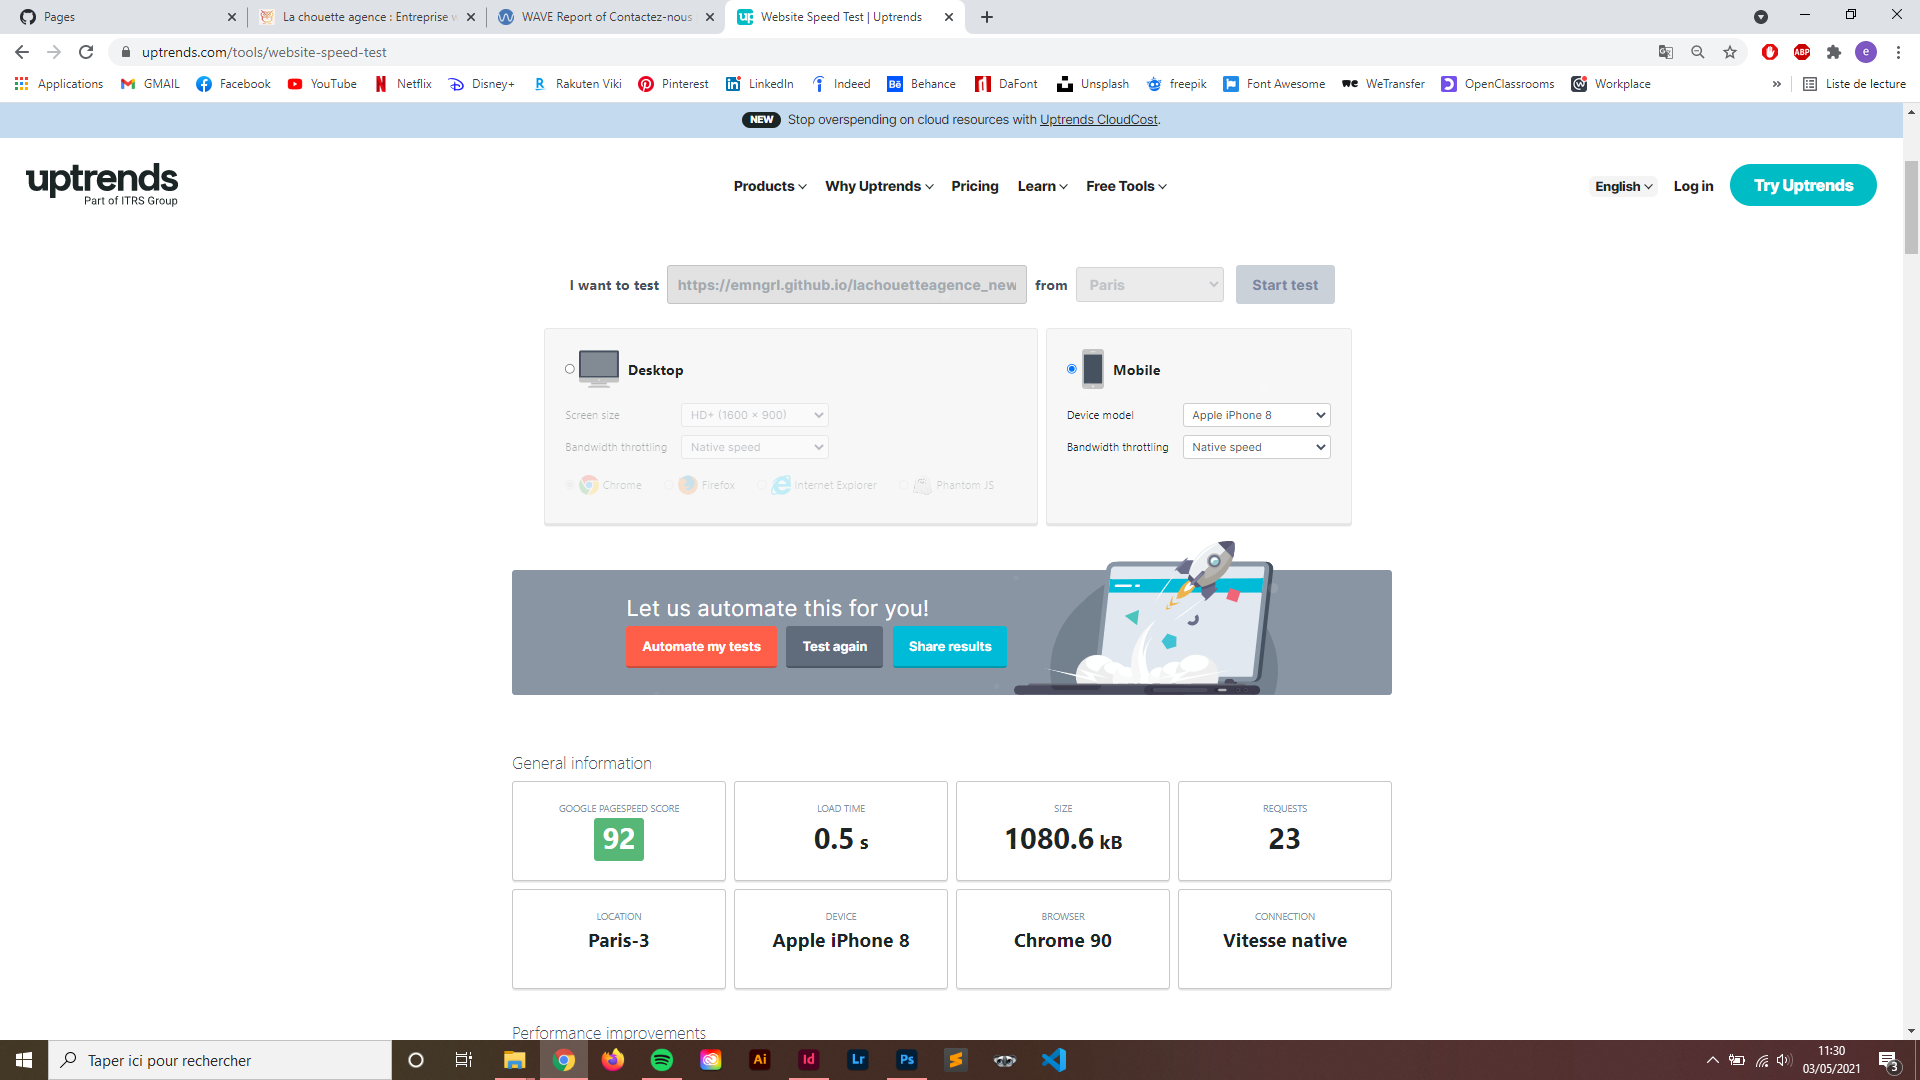 Pages
La chouette agence : Entreprise w
WAVE Report of Contactez-nous
Website Speed Test | Uptrends
uptrends.com/tools/website-speed-test
ABP
e
Applications
GMAIL
Facebook
YouTube
Netflix
Disney+
Rakuten Viki
Pinterest
LinkedIn
Indeed
Behance
DaFont
Unsplash
freepik
Font Awesome
WeTransfer
OpenClassrooms
Workplace
»
Liste de lecture
NEW Stop overspending on cloud resources with Uptrends CloudCost.
uptrends
Part of ITRS Group
Products
Why Uptrends
Pricing
Learn
Free Tools
English
Log in
Try Uptrends
I want to test https://emngrl.github.io/lachouetteagence_new from Paris Start test
Desktop
Screen size HD+ (1600 × 900)
Bandwidth throttling Native speed
Chrome Firefox Internet Explorer Phantom JS
Mobile
Device model Apple iPhone 8
Bandwidth throttling Native speed
Let us automate this for you!
Automate my tests Test again Share results
General information
GOOGLE PAGESPEED SCORE
92
LOAD TIME
0.5 s
SIZE
1080.6 kB
REQUESTS
23
LOCATION
Paris-3
DEVICE
Apple iPhone 8
BROWSER
Chrome 90
CONNECTION
Vitesse native
Performance improvements
Taper ici pour rechercher
Ai
Id
Lr
Ps
11:30
03/05/2021
3